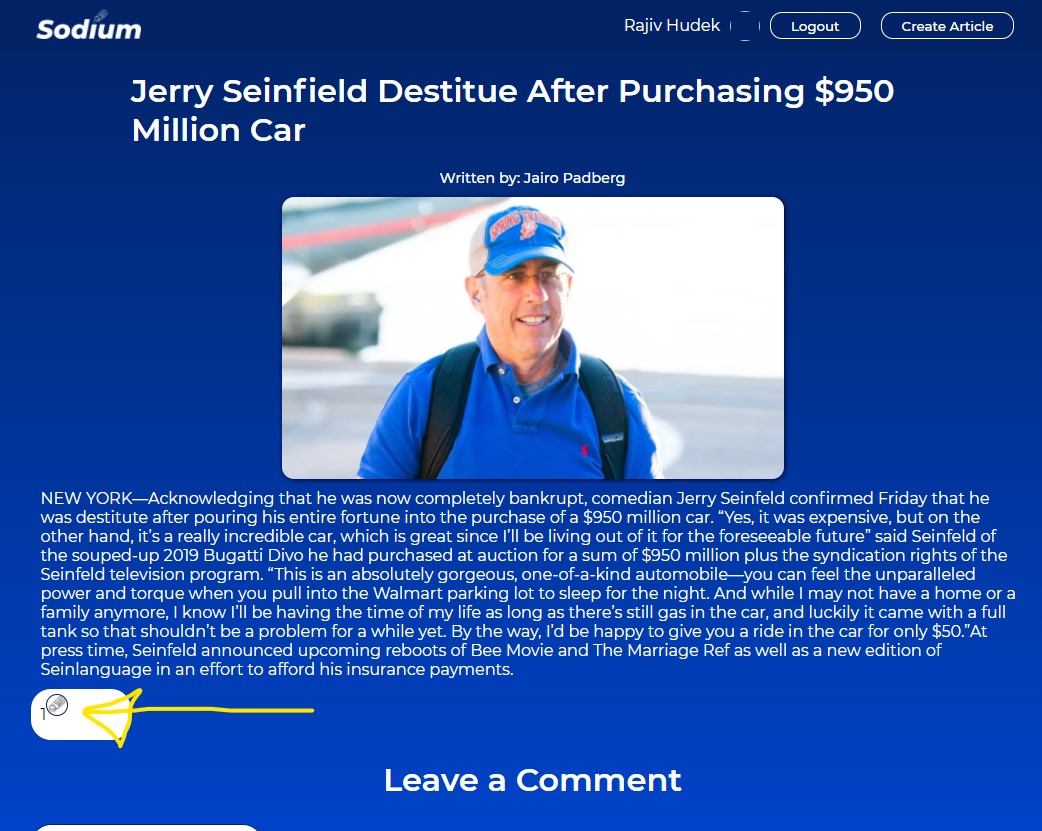 Sodium
Rajiv Hudek
Logout
Create Article
Jerry Seinfield Destitue After Purchasing $950
Million Car
Written by: Jairo Padberg
SPRING TRAINING
NEW YORK—Acknowledging that he was now completely bankrupt, comedian Jerry Seinfeld confirmed Friday that he
was destitute after pouring his entire fortune into the purchase of a $950 million car. “Yes, it was expensive, but on the
other hand, it’s a really incredible car, which is great since I’ll be living out of it for the foreseeable future” said Seinfeld of
the souped-up 2019 Bugatti Divo he had purchased at auction for a sum of $950 million plus the syndication rights of the
Seinfeld television program. “This is an absolutely gorgeous, one-of-a-kind automobile—you can feel the unparalleled
power and torque when you pull into the Walmart parking lot to sleep for the night. And while I may not have a home or a
family anymore, I know I’ll be having the time of my life as long as there’s still gas in the car, and luckily it came with a full
tank so that shouldn’t be a problem for a while yet. By the way, I’d be happy to give you a ride in the car for only $50.”At
press time, Seinfeld announced upcoming reboots of Bee Movie and The Marriage Ref as well as a new edition of
Seinlanguage in an effort to afford his insurance payments.
1
Leave a Comment